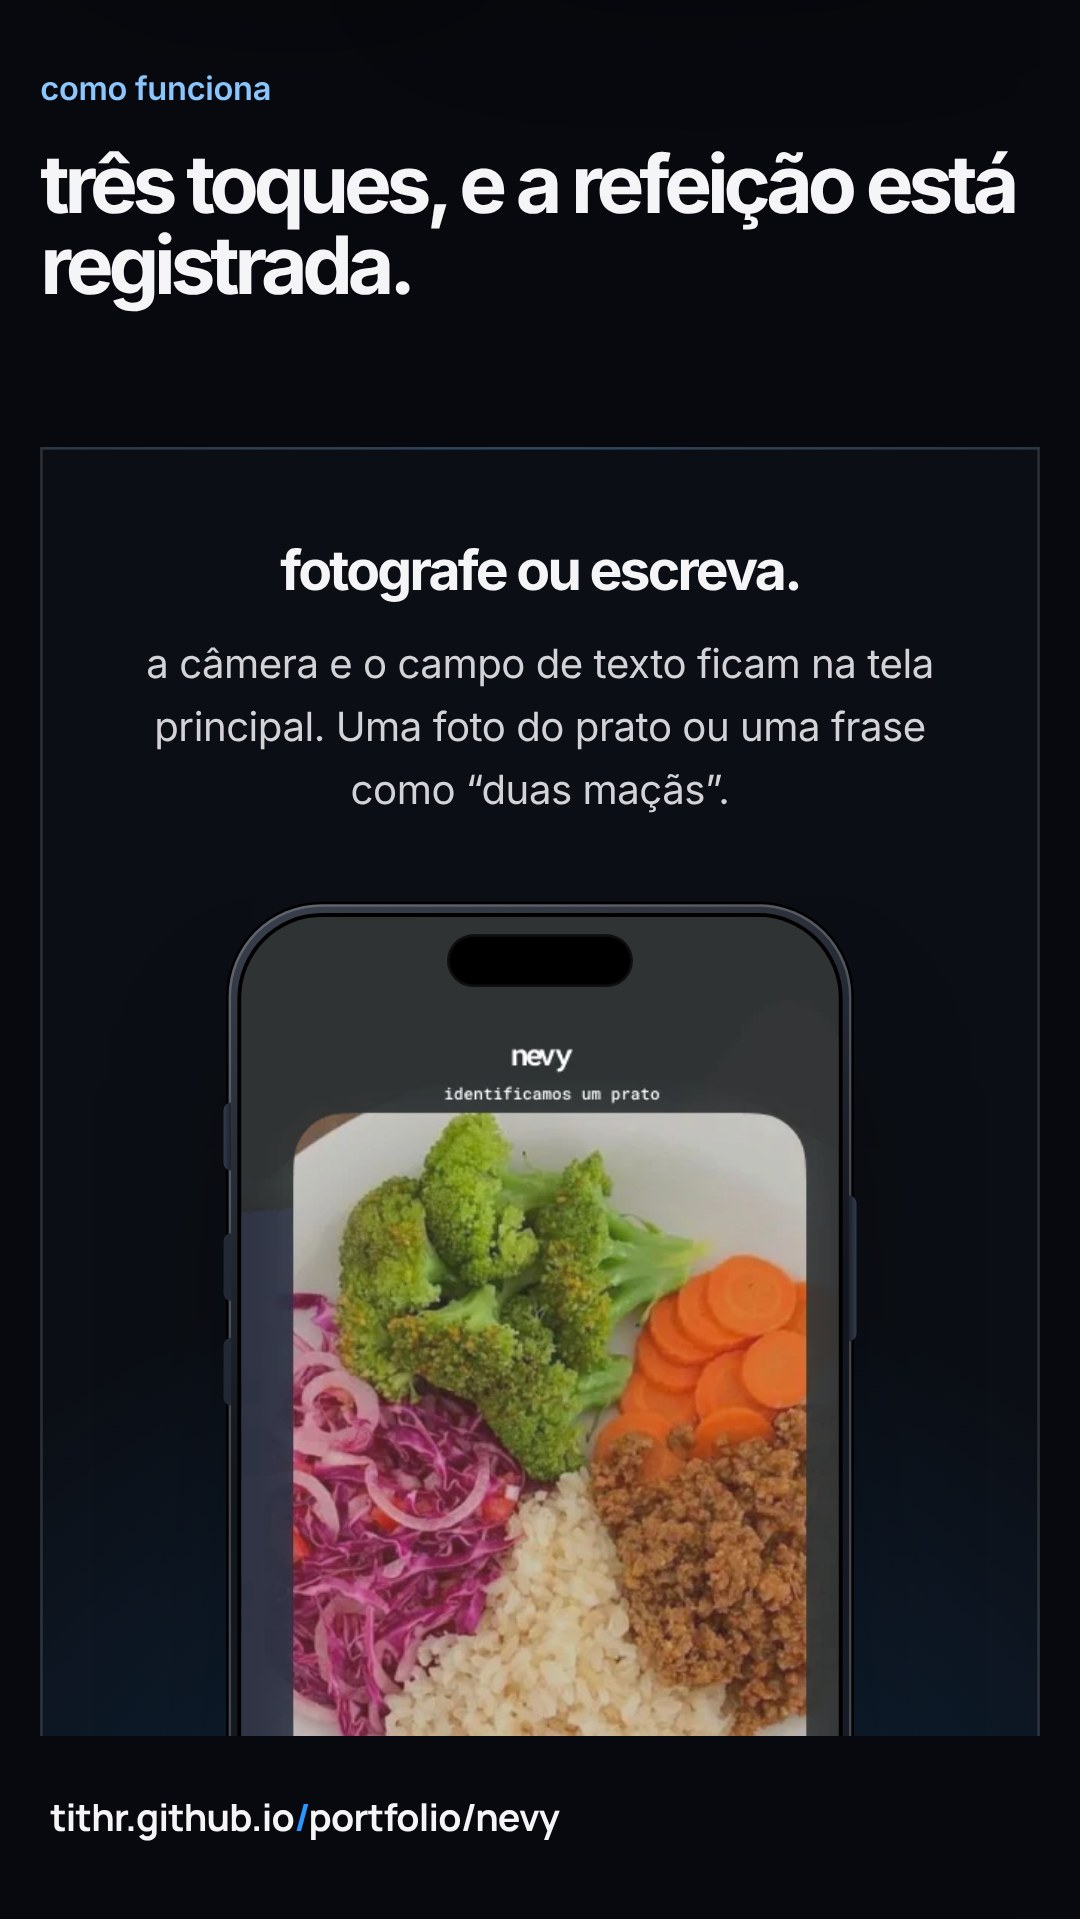 como funciona
três toques, e a refeição está
registrada.
fotografe ou escreva.
a câmera e o campo de texto ficam na tela
principal. Uma foto do prato ou uma frase
como “duas maçãs”.
nevy
identificamos um prato
tithr.github.io/portfolio/nevy